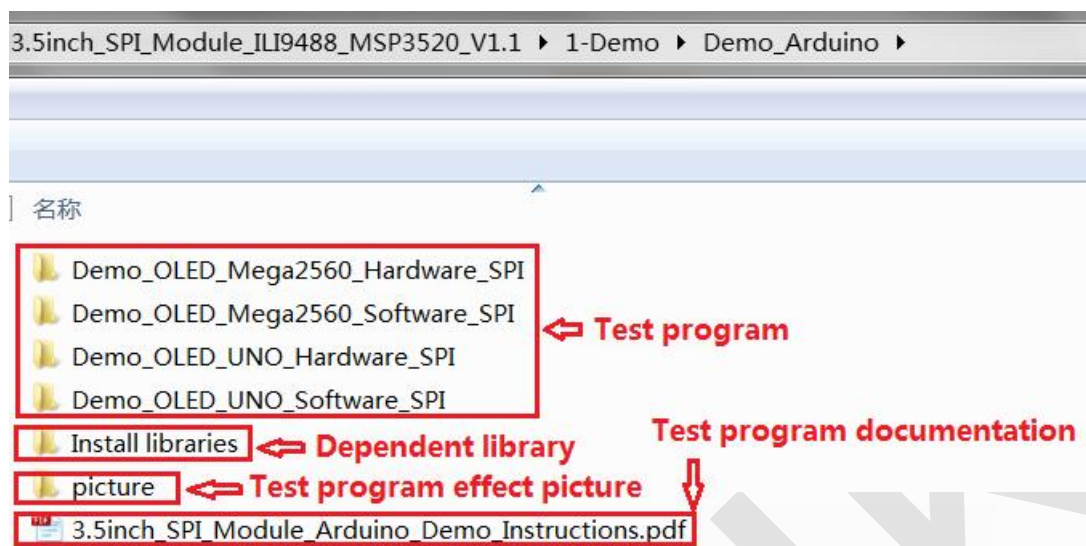 3.5inch_SPI_Module_ILI9488_MSP3520_V1.1 ▸ 1-Demo ▸ Demo_Arduino ▸
名称
Demo_OLED_Mega2560_Hardware_SPI
Demo_OLED_Mega2560_Software_SPI
Test program
Demo_OLED_UNO_Hardware_SPI
Demo_OLED_UNO_Software_SPI
Install libraries
Dependent library
Test program documentation
picture
Test program effect picture
3.5inch_SPI_Module_Arduino_Demo_Instructions.pdf